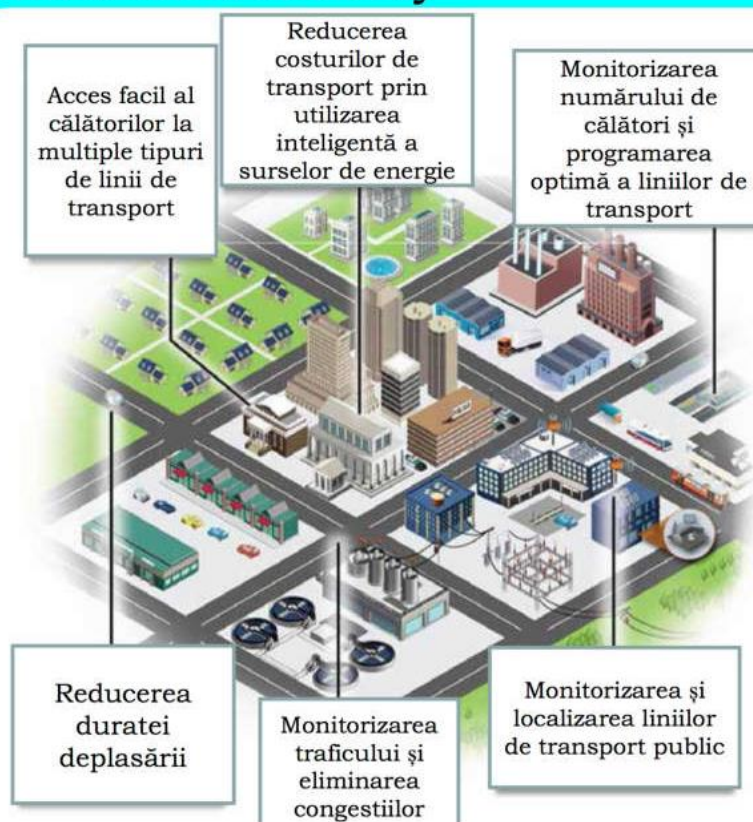 Acces facil al
călătorilor la
multiple tipuri
de linii de
transport
Reducerea
costurilor de
transport prin
utilizarea
inteligentă a
surselor de energie
Monitorizarea
numărului de
călători și
programarea
optimă a liniilor de
transport
Reducerea
duratei
deplasării
Monitorizarea
traficului și
eliminarea
congestiilor
Monitorizarea și
localizarea liniilor
de transport public